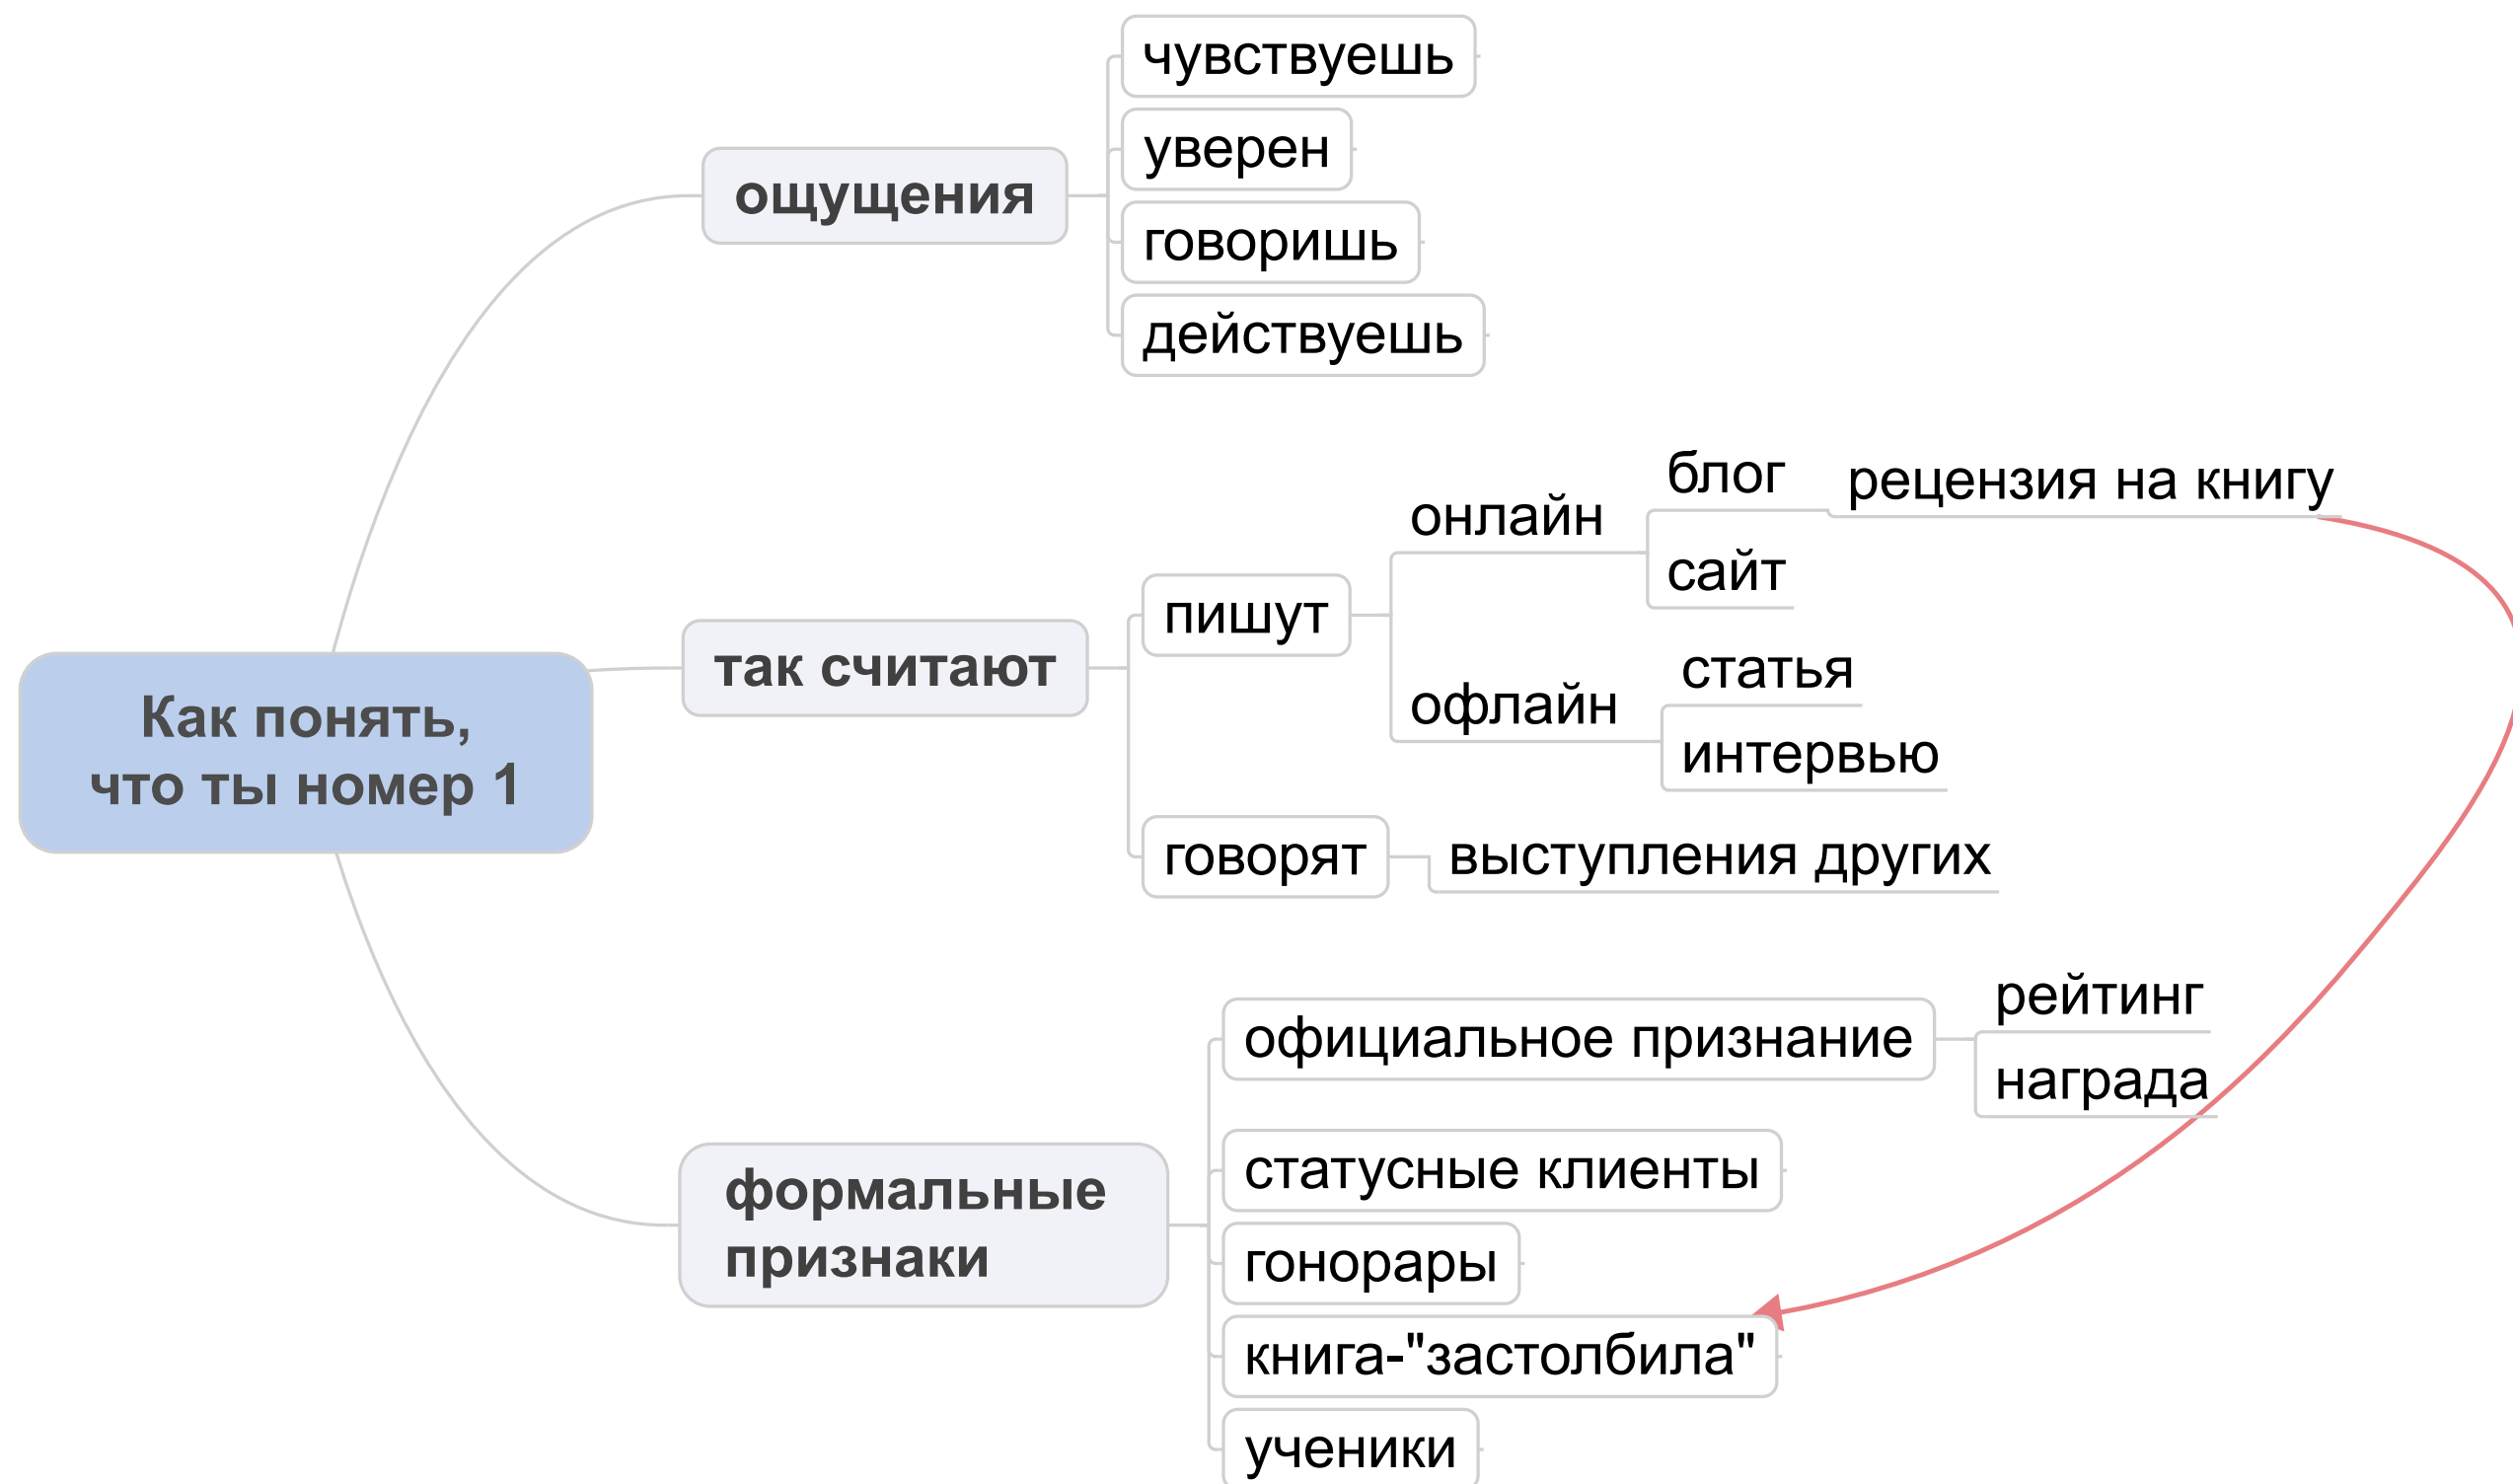 чувствуешь
уверен
ощущения
говоришь
действуешь
блог
рецензия на книгу
онлайн
сайт
пишут
так считают
статья
офлайн
интервью
Как понять,
что ты номер 1
говорят
выступления других
рейтинг
официальное признание
награда
статусные клиенты
формальные
признаки
гонорары
книга-"застолбила"
ученики